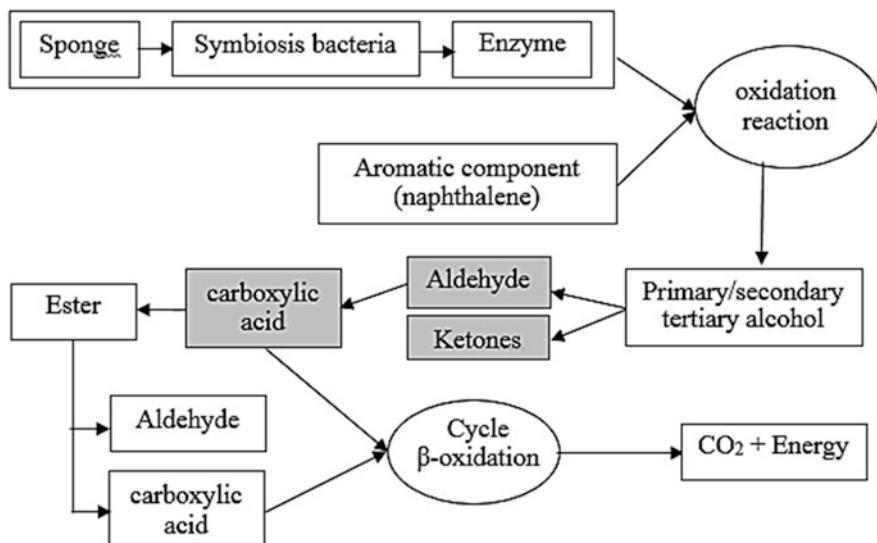 Sponge
Symbiosis bacteria
Enzyme
oxidation
reaction
Aromatic component
(naphthalene)
Primary/secondary
tertiary alcohol
Aldehyde
Ketones
carboxylic
acid
Ester
Aldehyde
carboxylic
acid
Cycle
β-oxidation
CO₂ + Energy